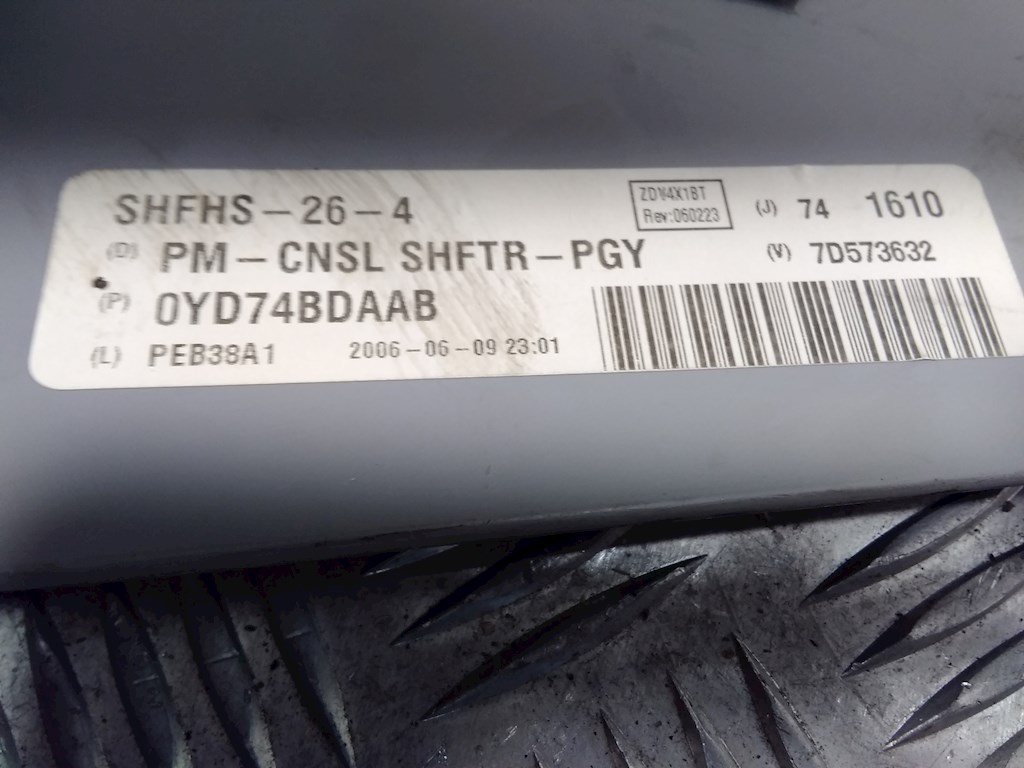 SHFHS-26-4
ZDV4X1BT
Rev:060223
(J) 74 1610
(D) PM-CNSL SHFTR-PGY
(V) 7D573632
(P) 0YD74BDAAB
(L) PEB38A1 2006-06-09 23:01